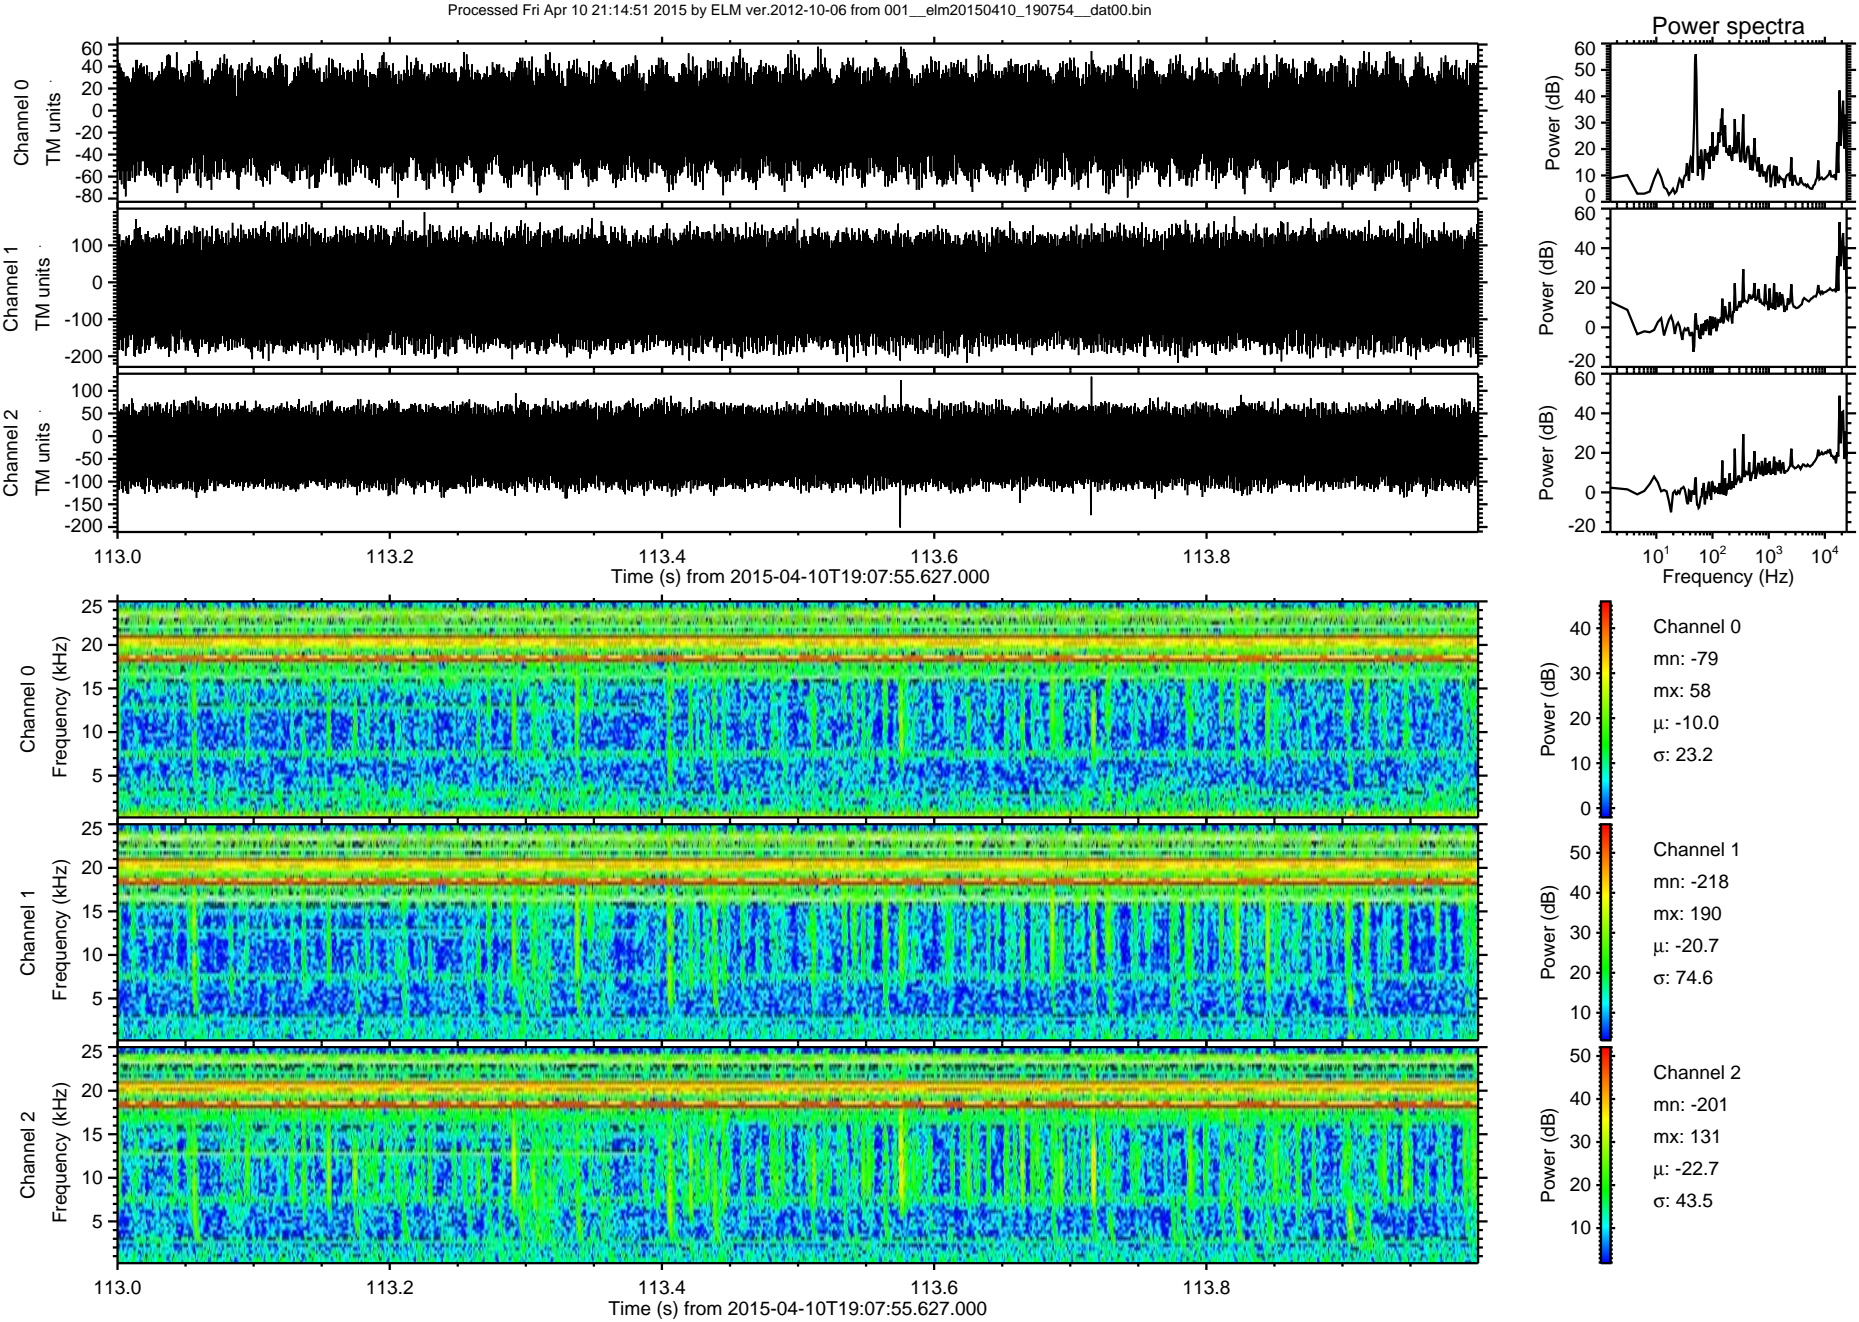 Processed Fri Apr 10 21:14:51 2015 by ELM ver.2012-10-06 from 001__elm20150410_190754__dat00.bin
Power spectra
Channel 0
TM units
60
40
20
0
-20
-40
-60
-80
Power (dB)
60
50
40
30
20
10
0
Channel 1
TM units
100
0
-100
-200
Power (dB)
60
40
20
0
-20
Channel 2
TM units
100
50
0
-50
-100
-150
-200
Power (dB)
60
40
20
0
-20
113.0 113.2 113.4 113.6 113.8
Time (s) from 2015-04-10T19:07:55.627.000
10^1 10^2 10^3 10^4
Frequency (Hz)
Channel 0
Frequency (kHz)
25
20
15
10
5
Power (dB)
40
30
20
10
0
Channel 0
mn: -79
mx: 58
μ: -10.0
σ: 23.2
Channel 1
Frequency (kHz)
25
20
15
10
5
Power (dB)
50
40
30
20
10
Channel 1
mn: -218
mx: 190
μ: -20.7
σ: 74.6
Channel 2
Frequency (kHz)
25
20
15
10
5
Power (dB)
50
40
30
20
10
Channel 2
mn: -201
mx: 131
μ: -22.7
σ: 43.5
113.0 113.2 113.4 113.6 113.8
Time (s) from 2015-04-10T19:07:55.627.000